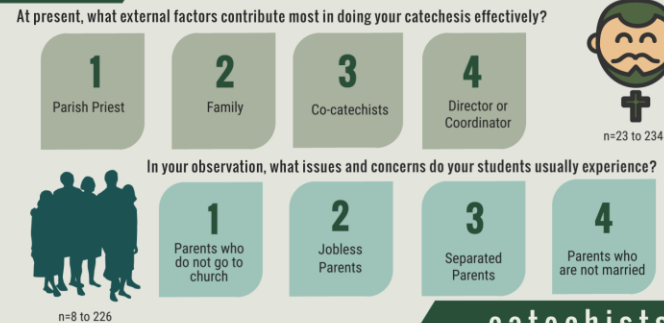 At present, what external factors contribute most in doing your catechesis effectively?
1
Parish Priest
2
Family
3
Co-catechists
4
Director or
Coordinator
n=23 to 234
In your observation, what issues and concerns do your students usually experience?
1
Parents who
do not go to
church
2
Jobless
Parents
3
Separated
Parents
4
Parents who
are not married
n=8 to 226
catechists